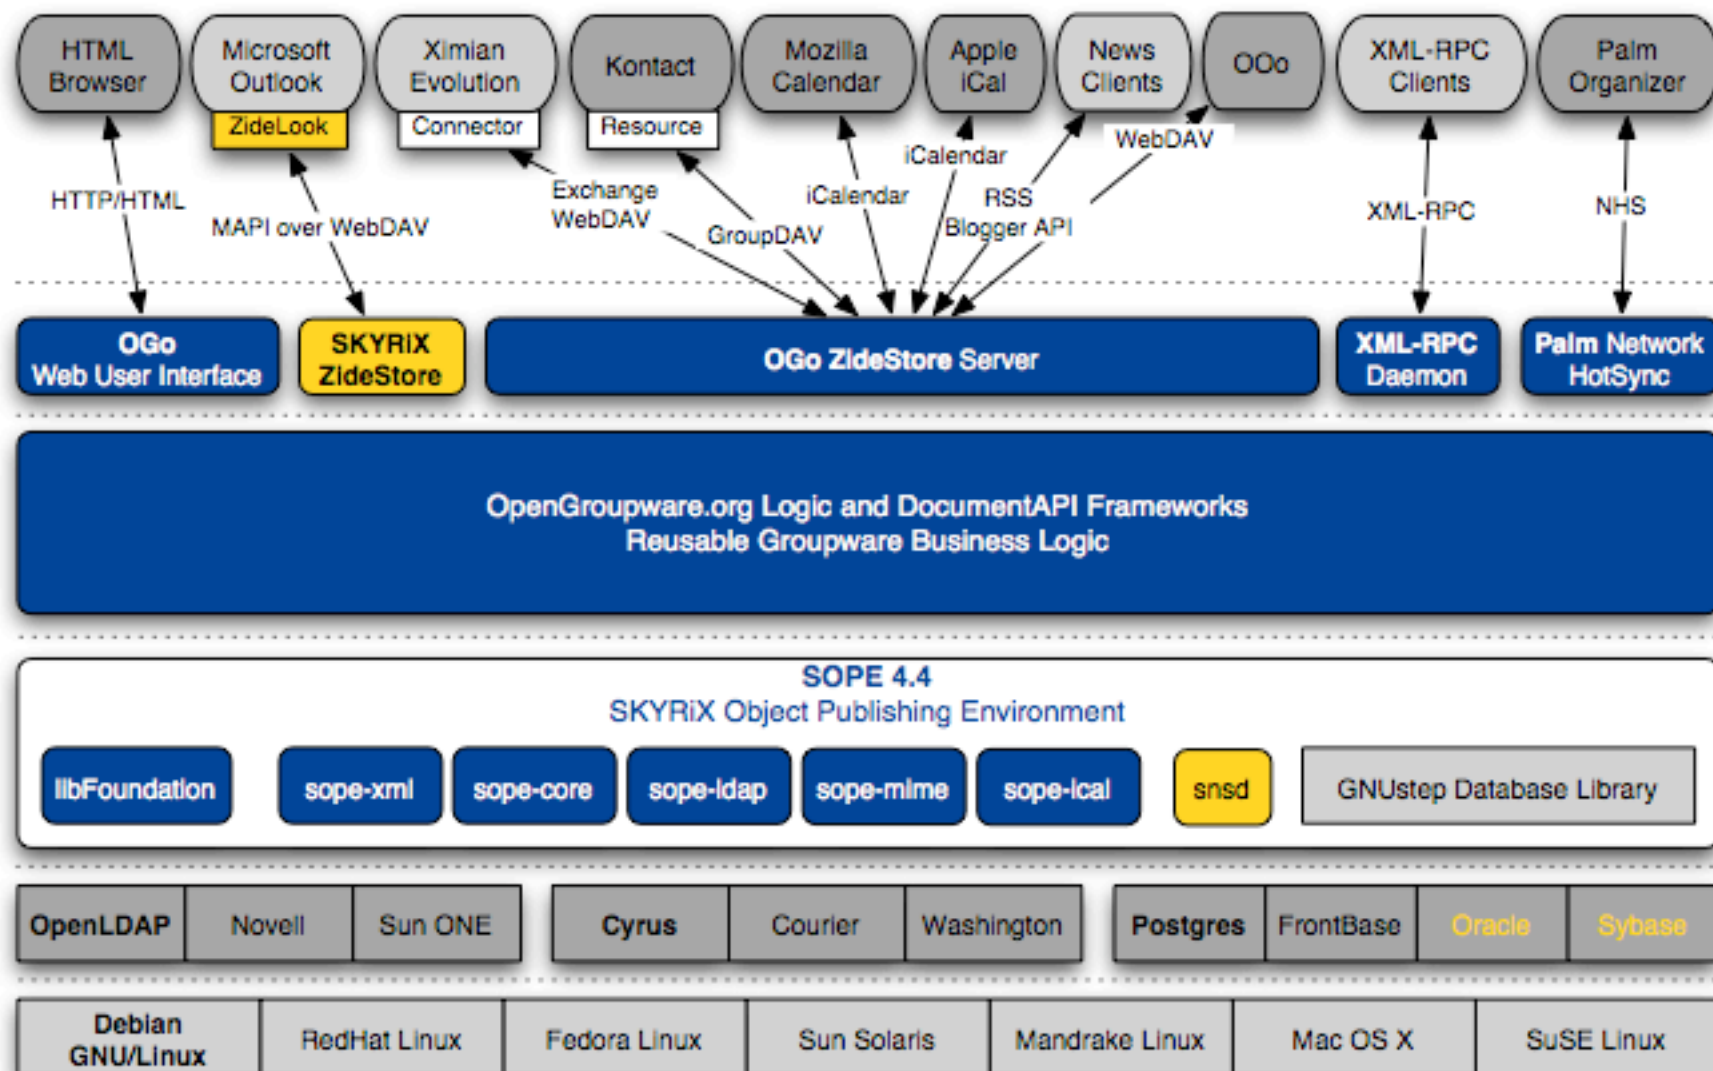 HTML
Browser
Microsoft
Outlook
ZideLook
Ximian
Evolution
Connector
Kontact
Resource
Mozilla
Calendar
Apple
iCal
News
Clients
OOo
XML-RPC
Clients
Palm
Organizer
HTTP/HTML
MAPI over WebDAV
Exchange
WebDAV
GroupDAV
iCalendar
iCalendar
RSS
Blogger API
WebDAV
XML-RPC
NHS
OGo
Web User Interface
SKYRiX
ZideStore
OGo ZideStore Server
XML-RPC
Daemon
Palm Network
HotSync
OpenGroupware.org Logic and DocumentAPI Frameworks
Reusable Groupware Business Logic
SOPE 4.4
SKYRiX Object Publishing Environment
libFoundation
sope-xml
sope-core
sope-ldap
sope-mime
sope-ical
snsd
GNUstep Database Library
OpenLDAP
Novell
Sun ONE
Cyrus
Courier
Washington
Postgres
FrontBase
Oracle
Sybase
Debian
GNU/Linux
RedHat Linux
Fedora Linux
Sun Solaris
Mandrake Linux
Mac OS X
SuSE Linux